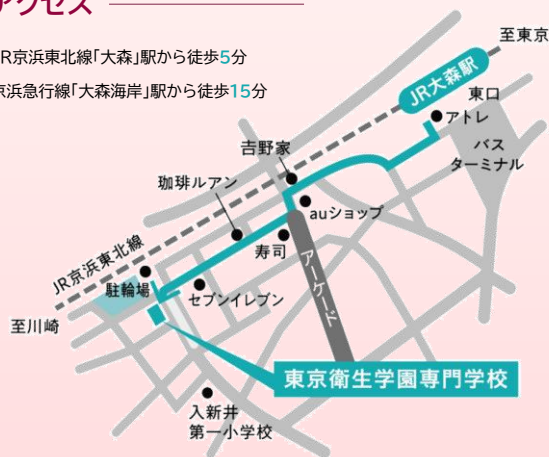 アクセス
R京浜東北線「大森」駅から徒歩5分
京浜急行線「大森海岸」駅から徒歩15分
至東京
JR大森駅
東口
アトレ
バス
ターミナル
吉野家
珈琲ルアン
auショップ
寿司
アーケード
JR京浜東北線
駐輪場
セブンイレブン
至川崎
東京衛生学園専門学校
入新井
第一小学校